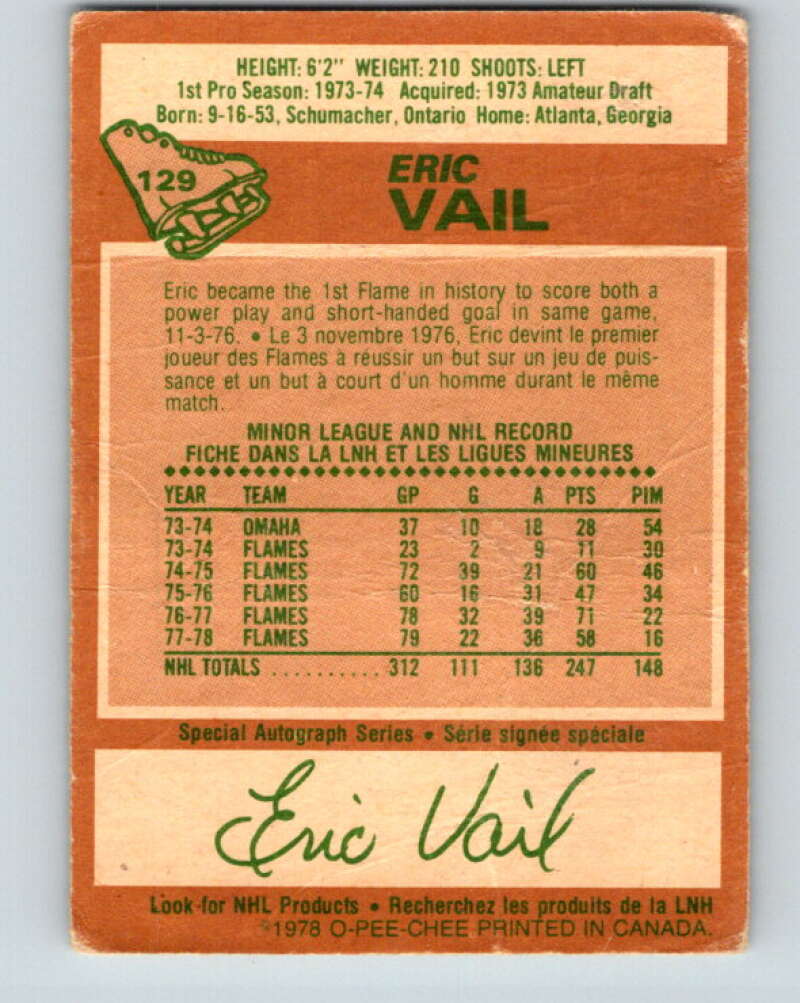 HEIGHT: 6'2" WEIGHT: 210 SHOOTS: LEFT
1st Pro Season: 1973-74 Acquired: 1973 Amateur Draft
Born: 9-16-53, Schumacher, Ontario Home: Atlanta, Georgia
129
ERIC
VAIL
Eric became the 1st Flame in history to score both a
power play and short-handed goal in same game,
11-3-76. • Le 3 novembre 1976, Eric devint le premier
joueur des Flames à réussir un but sur un jeu de puis-
sance et un but à court d'un homme durant le même
match.
MINOR LEAGUE AND NHL RECORD
FICHE DANS LA LNH ET LES LIGUES MINEURES
YEAR TEAM GP G A PTS PIM
73-74 OMAHA 37 10 18 28 54
73-74 FLAMES 23 2 9 11 30
74-75 FLAMES 72 39 21 60 46
75-76 FLAMES 60 16 31 47 34
76-77 FLAMES 78 32 39 71 22
77-78 FLAMES 79 22 36 58 16
NHL TOTALS .......... 312 111 136 247 148
Special Autograph Series • Série signée spéciale
Eric Vail
Look for NHL Products • Recherchez les produits de la LNH
©1978 O-PEE-CHEE PRINTED IN CANADA.